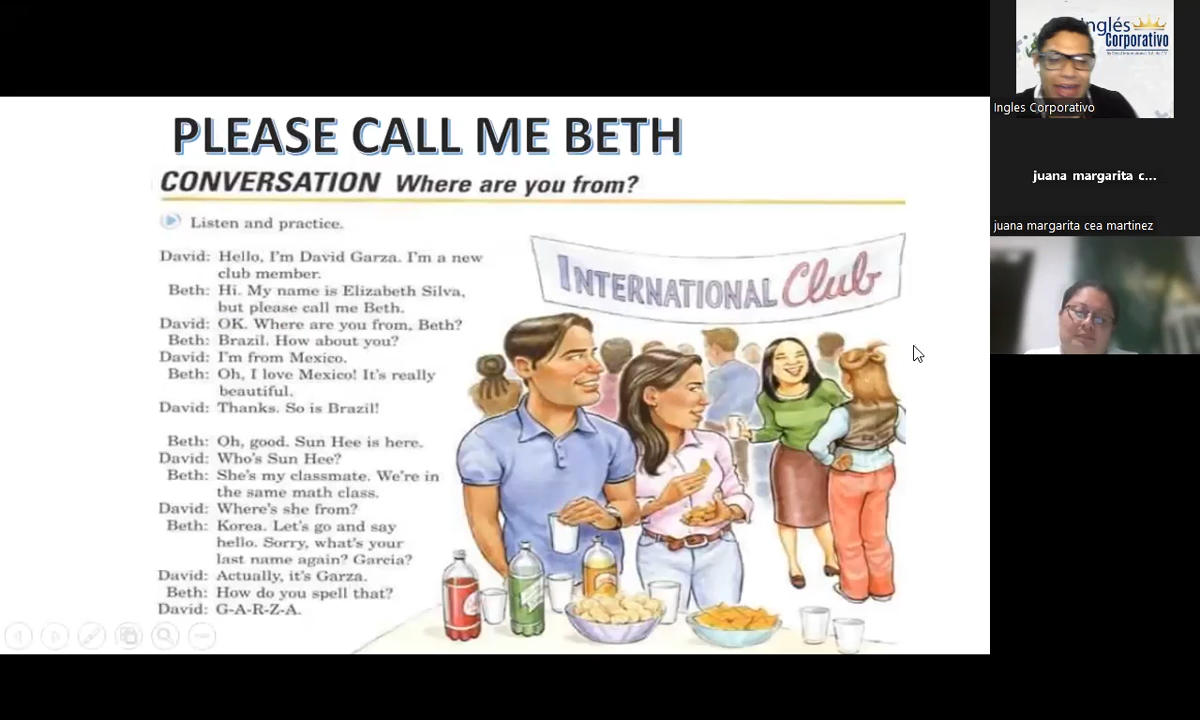 PLEASE CALL ME BETH
CONVERSATION Where are you from?
Listen and practice.
David: Hello, I'm David Garza. I'm a new
club member.
Beth: Hi. My name is Elizabeth Silva,
but please call me Beth.
David: OK. Where are you from, Beth?
Beth: Brazil. How about you?
David: I'm from Mexico.
Beth: Oh, I love Mexico! It's really
beautiful.
David: Thanks. So is Brazil!
Beth: Oh, good. Sun Hee is here.
David: Who's Sun Hee?
Beth: She's my classmate. We're in
the same math class.
David: Where's she from?
Beth: Korea. Let's go and say
hello. Sorry, what's your
last name again? Garcia?
David: Actually, it's Garza.
Beth: How do you spell that?
David: G-A-R-Z-A.
INTERNATIONAL Club
Inglés
Corporativo
Ingles Corporativo
juana margarita c...
juana margarita cea martinez